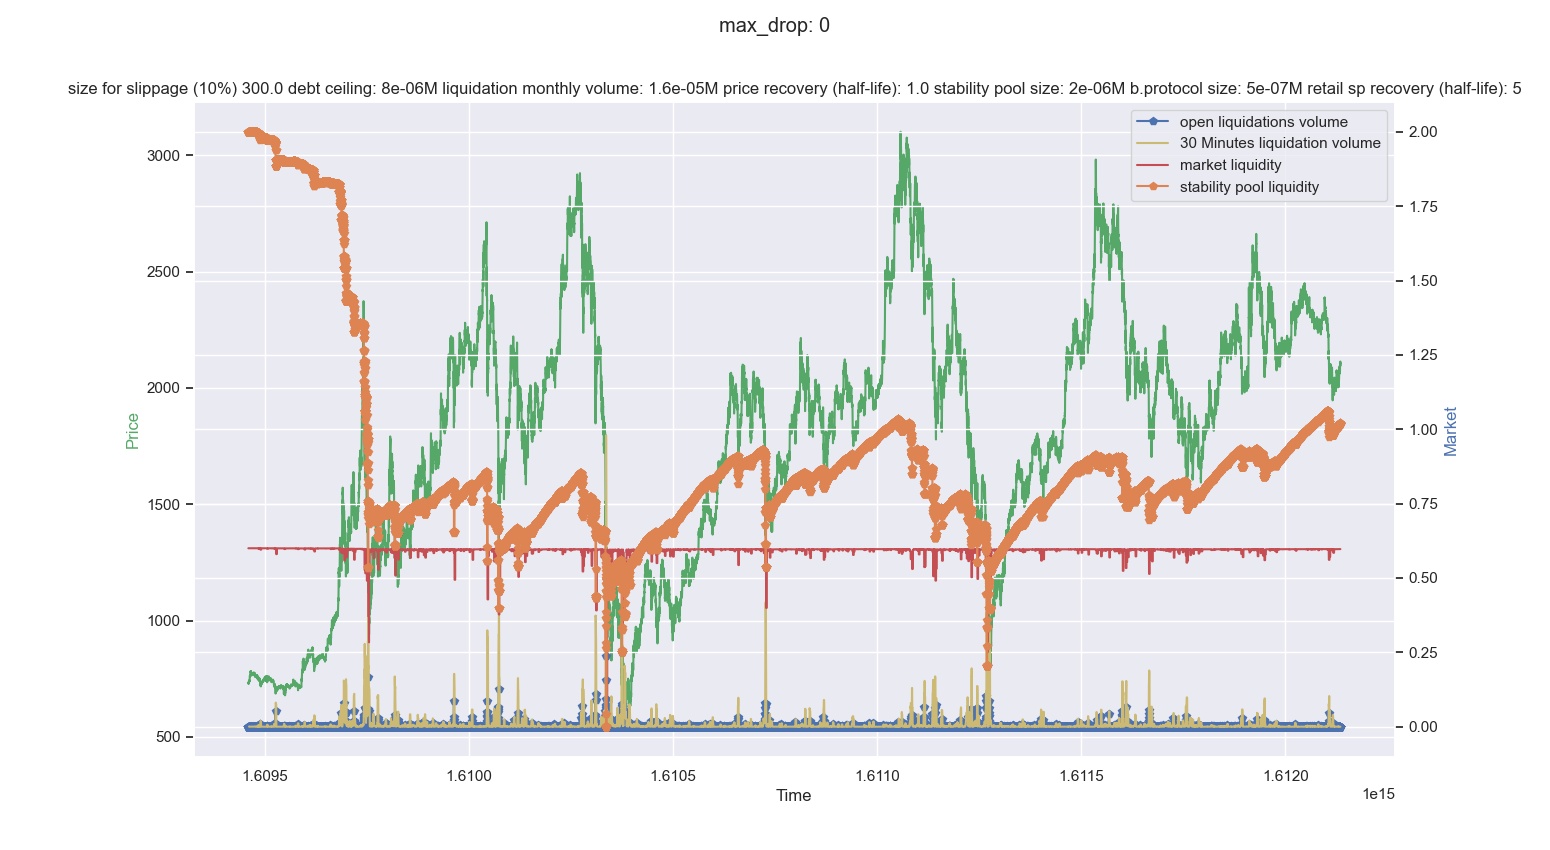 max_drop: 0
size for slippage (10%) 300.0 debt ceiling: 8e-06M liquidation monthly volume: 1.6e-05M price recovery (half-life): 1.0 stability pool size: 2e-06M b.protocol size: 5e-07M retail sp recovery (half-life): 5
open liquidations volume
30 Minutes liquidation volume
market liquidity
stability pool liquidity
3000
2500
2000
1500
1000
500
Price
2.00
1.75
1.50
1.25
1.00
0.75
0.50
0.25
0.00
Market
1.6095 1.6100 1.6105 1.6110 1.6115 1.6120
Time
1e15